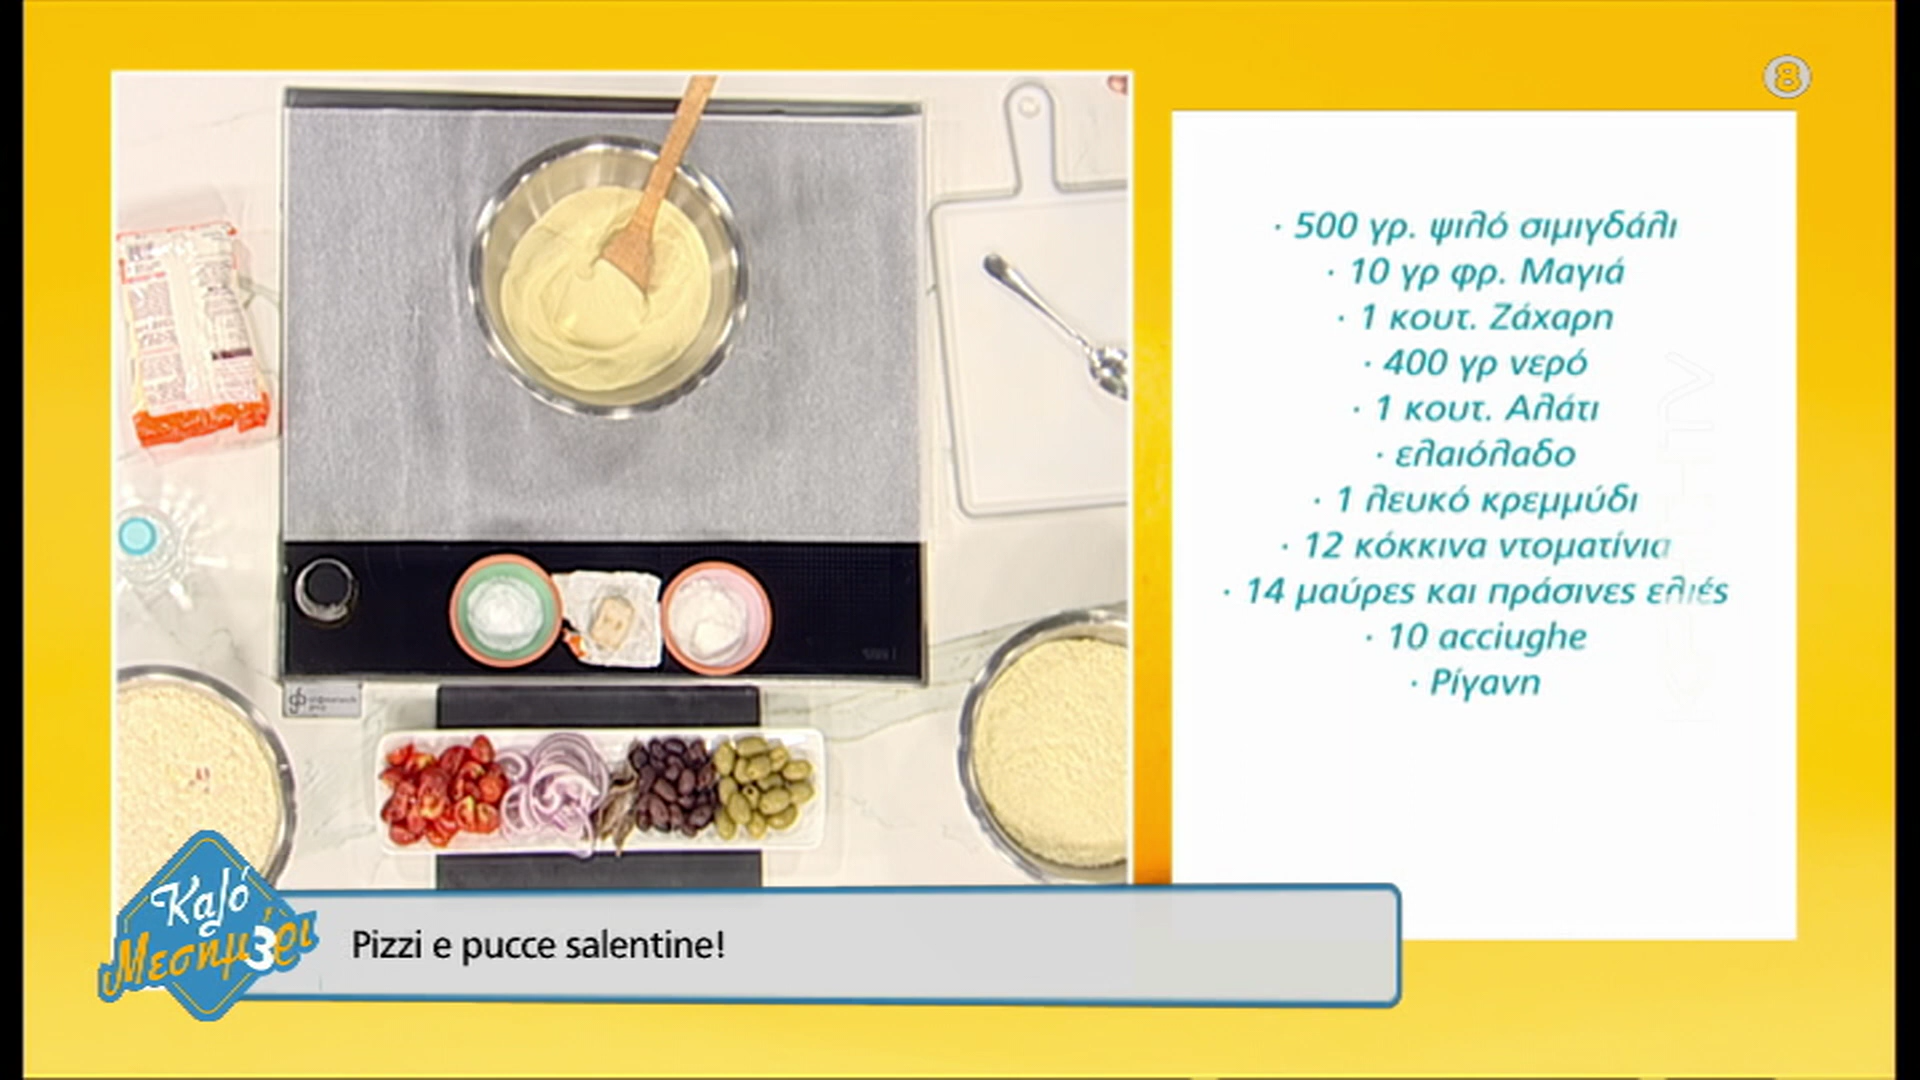 8
· 500 γρ. ψιλό σιμιγδάλι
· 10 γρ φρ. Μαγιά
· 1 κουτ. Ζάχαρη
· 400 γρ νερό
· 1 κουτ. Αλάτι
· ελαιόλαδο
· 1 λευκό κρεμμύδι
· 12 κόκκινα ντοματίνια
· 14 μαύρες και πράσινες ελιές
· 10 acciughe
· Ρίγανη
Καλό
Μεσημ3ρι
Pizzi e pucce salentine!